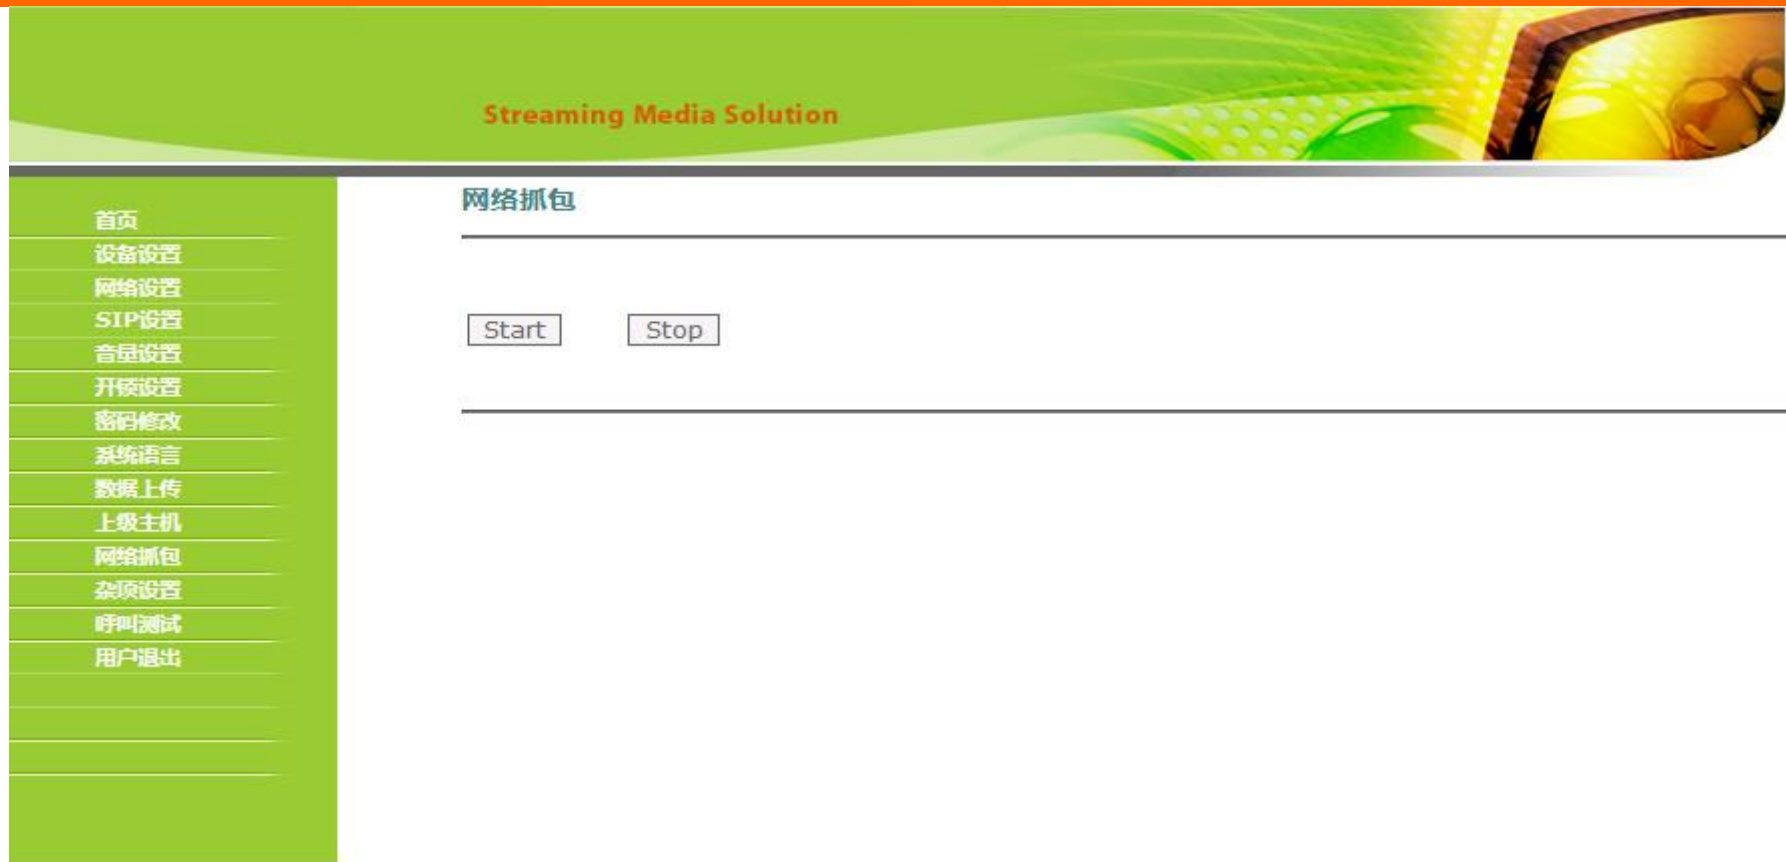 Streaming Media Solution
首页
设备设置
网络设置
SIP设置
音量设置
开锁设置
密码修改
系统语言
数据上传
上级主机
网络抓包
杂项设置
呼叫测试
用户退出
网络抓包
Start Stop